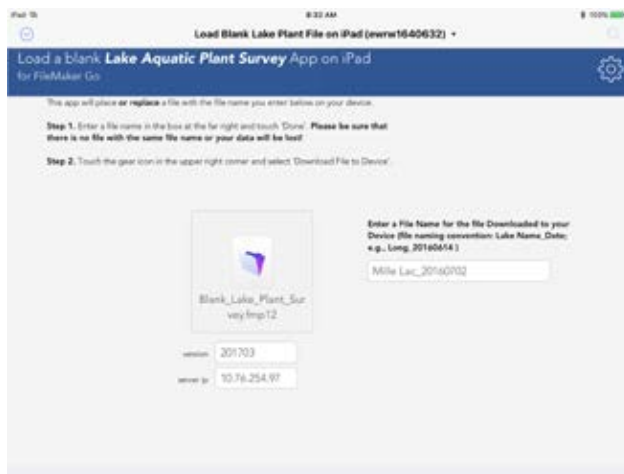 iPad
8:32 AM
100%
Load Blank Lake Plant File on iPad (ewrw1640632)
Load a blank Lake Aquatic Plant Survey App on iPad
for FileMaker Go
This app will place or replace a file with the file name you enter below on your device.
Step 1. Enter a file name in the box at the far right and touch 'Done'. Please be sure that
there is no file with the same file name or your data will be lost!
Step 2. Touch the gear icon in the upper right corner and select 'Download File to Device'.
Enter a File Name for the file Downloaded to your
Device (file naming convention: Lake Name_Date;
e.g., Long_20160614 )
Mille Lac_20160702
Blank_Lake_Plant_Sur
vey.fmp12
version 201703
server ip 10.76.254.97